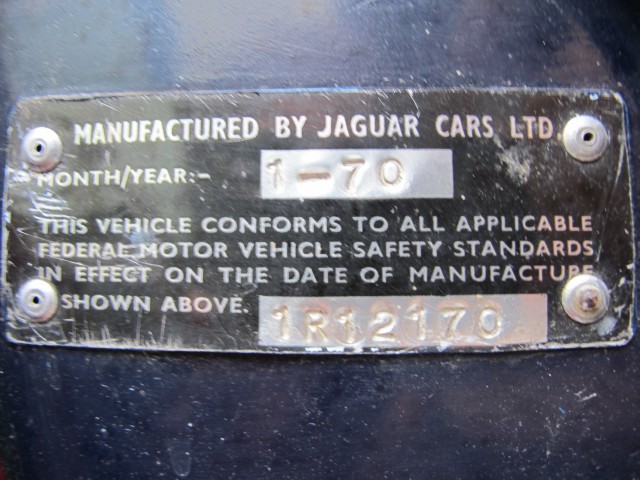 MANUFACTURED BY JAGUAR CARS LTD.
MONTH/YEAR:- 1-70
THIS VEHICLE CONFORMS TO ALL APPLICABLE
FEDERAL MOTOR VEHICLE SAFETY STANDARDS
IN EFFECT ON THE DATE OF MANUFACTURE
SHOWN ABOVE. 1R12170